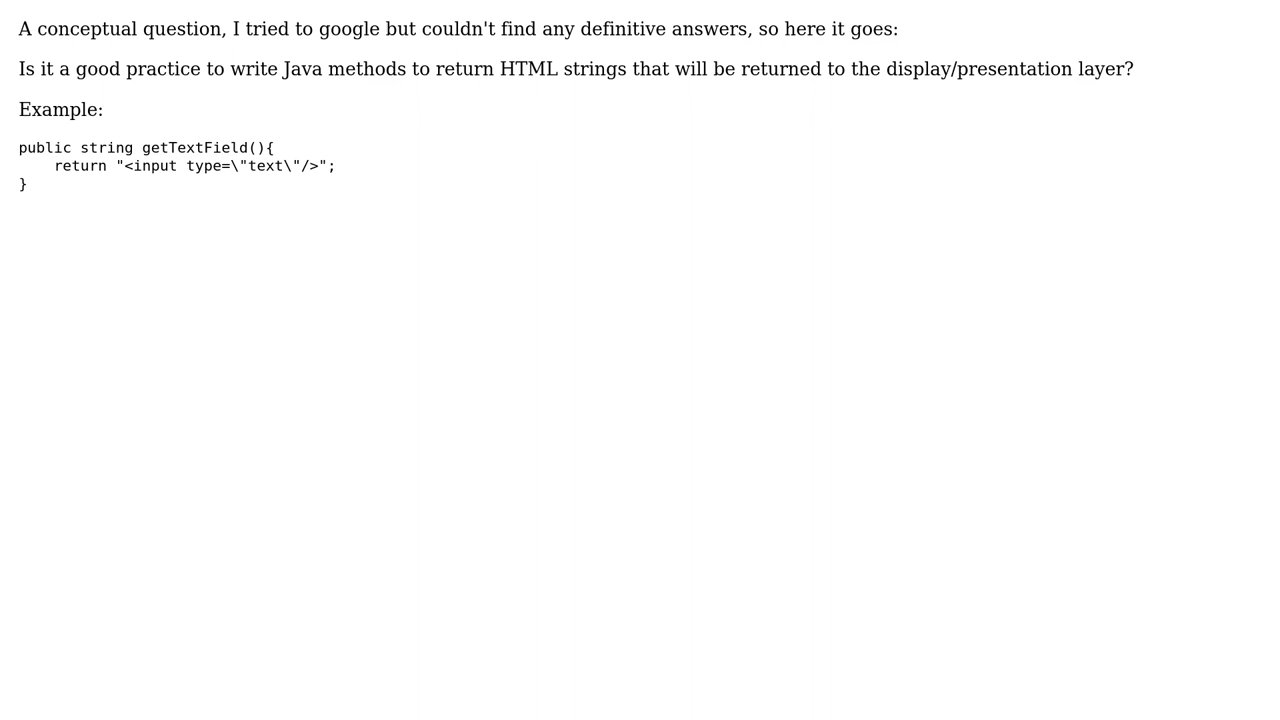 A conceptual question, I tried to google but couldn't find any definitive answers, so here it goes:
Is it a good practice to write Java methods to return HTML strings that will be returned to the display/presentation layer?
Example:
public string getTextField(){
    return "<input type=\"text\"/>";
}